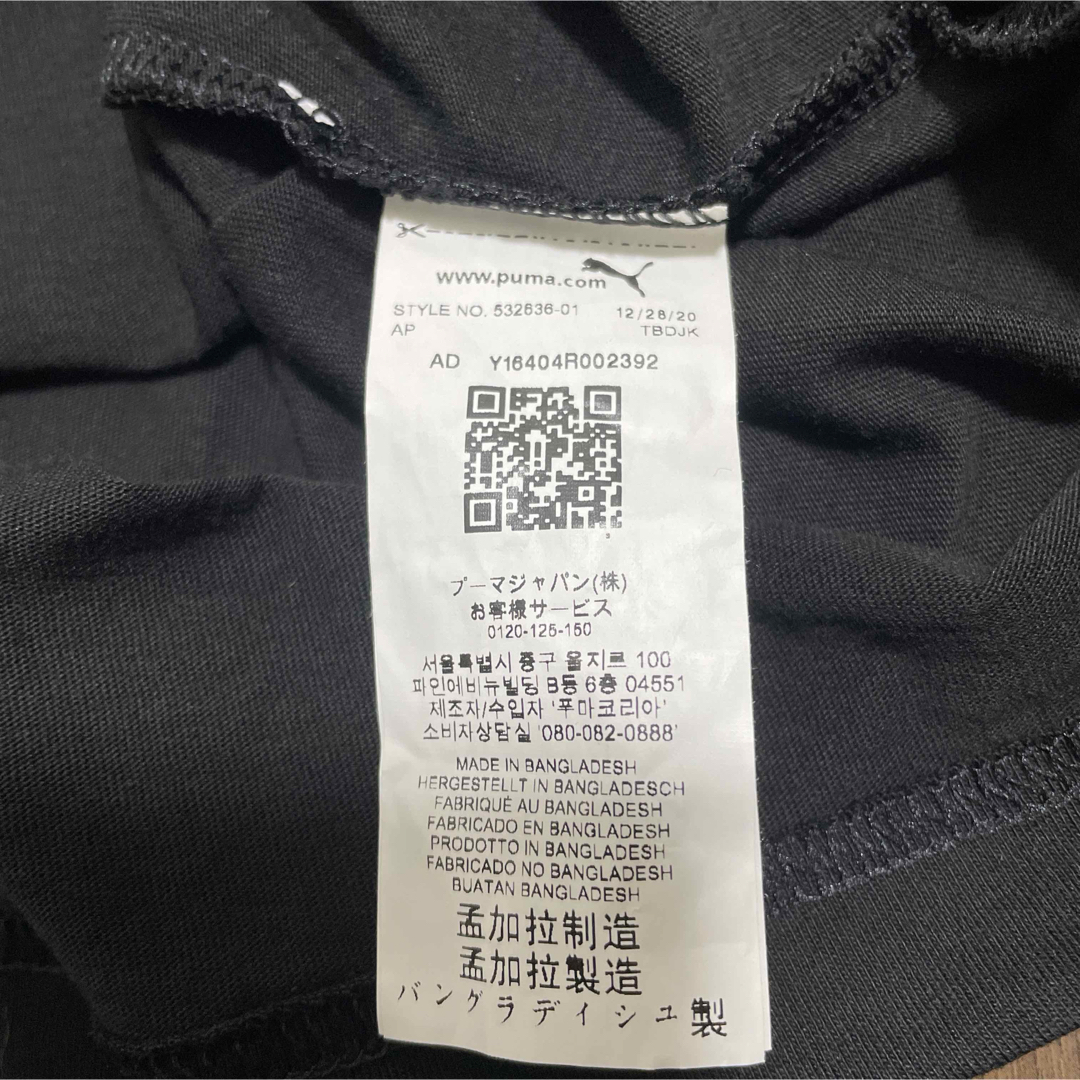 www.puma.com
STYLE NO. 532636-01 12/28/20
AP TBDJK
AD Y16404R002392
プーマジャパン(株)
お客様サービス
0120-125-150
서울특별시 중구 을지로 100
파인에비뉴빌딩 B동 6층 04551
제조자/수입자 '푸마코리아'
소비자상담실 '080-082-0888'
MADE IN BANGLADESH
HERGESTELLT IN BANGLADESCH
FABRIQUÉ AU BANGLADESH
FABRICADO EN BANGLADESH
PRODOTTO IN BANGLADESH
FABRICADO NO BANGLADESH
BUATAN BANGLADESH
孟加拉制造
孟加拉製造
バングラデイシュ製